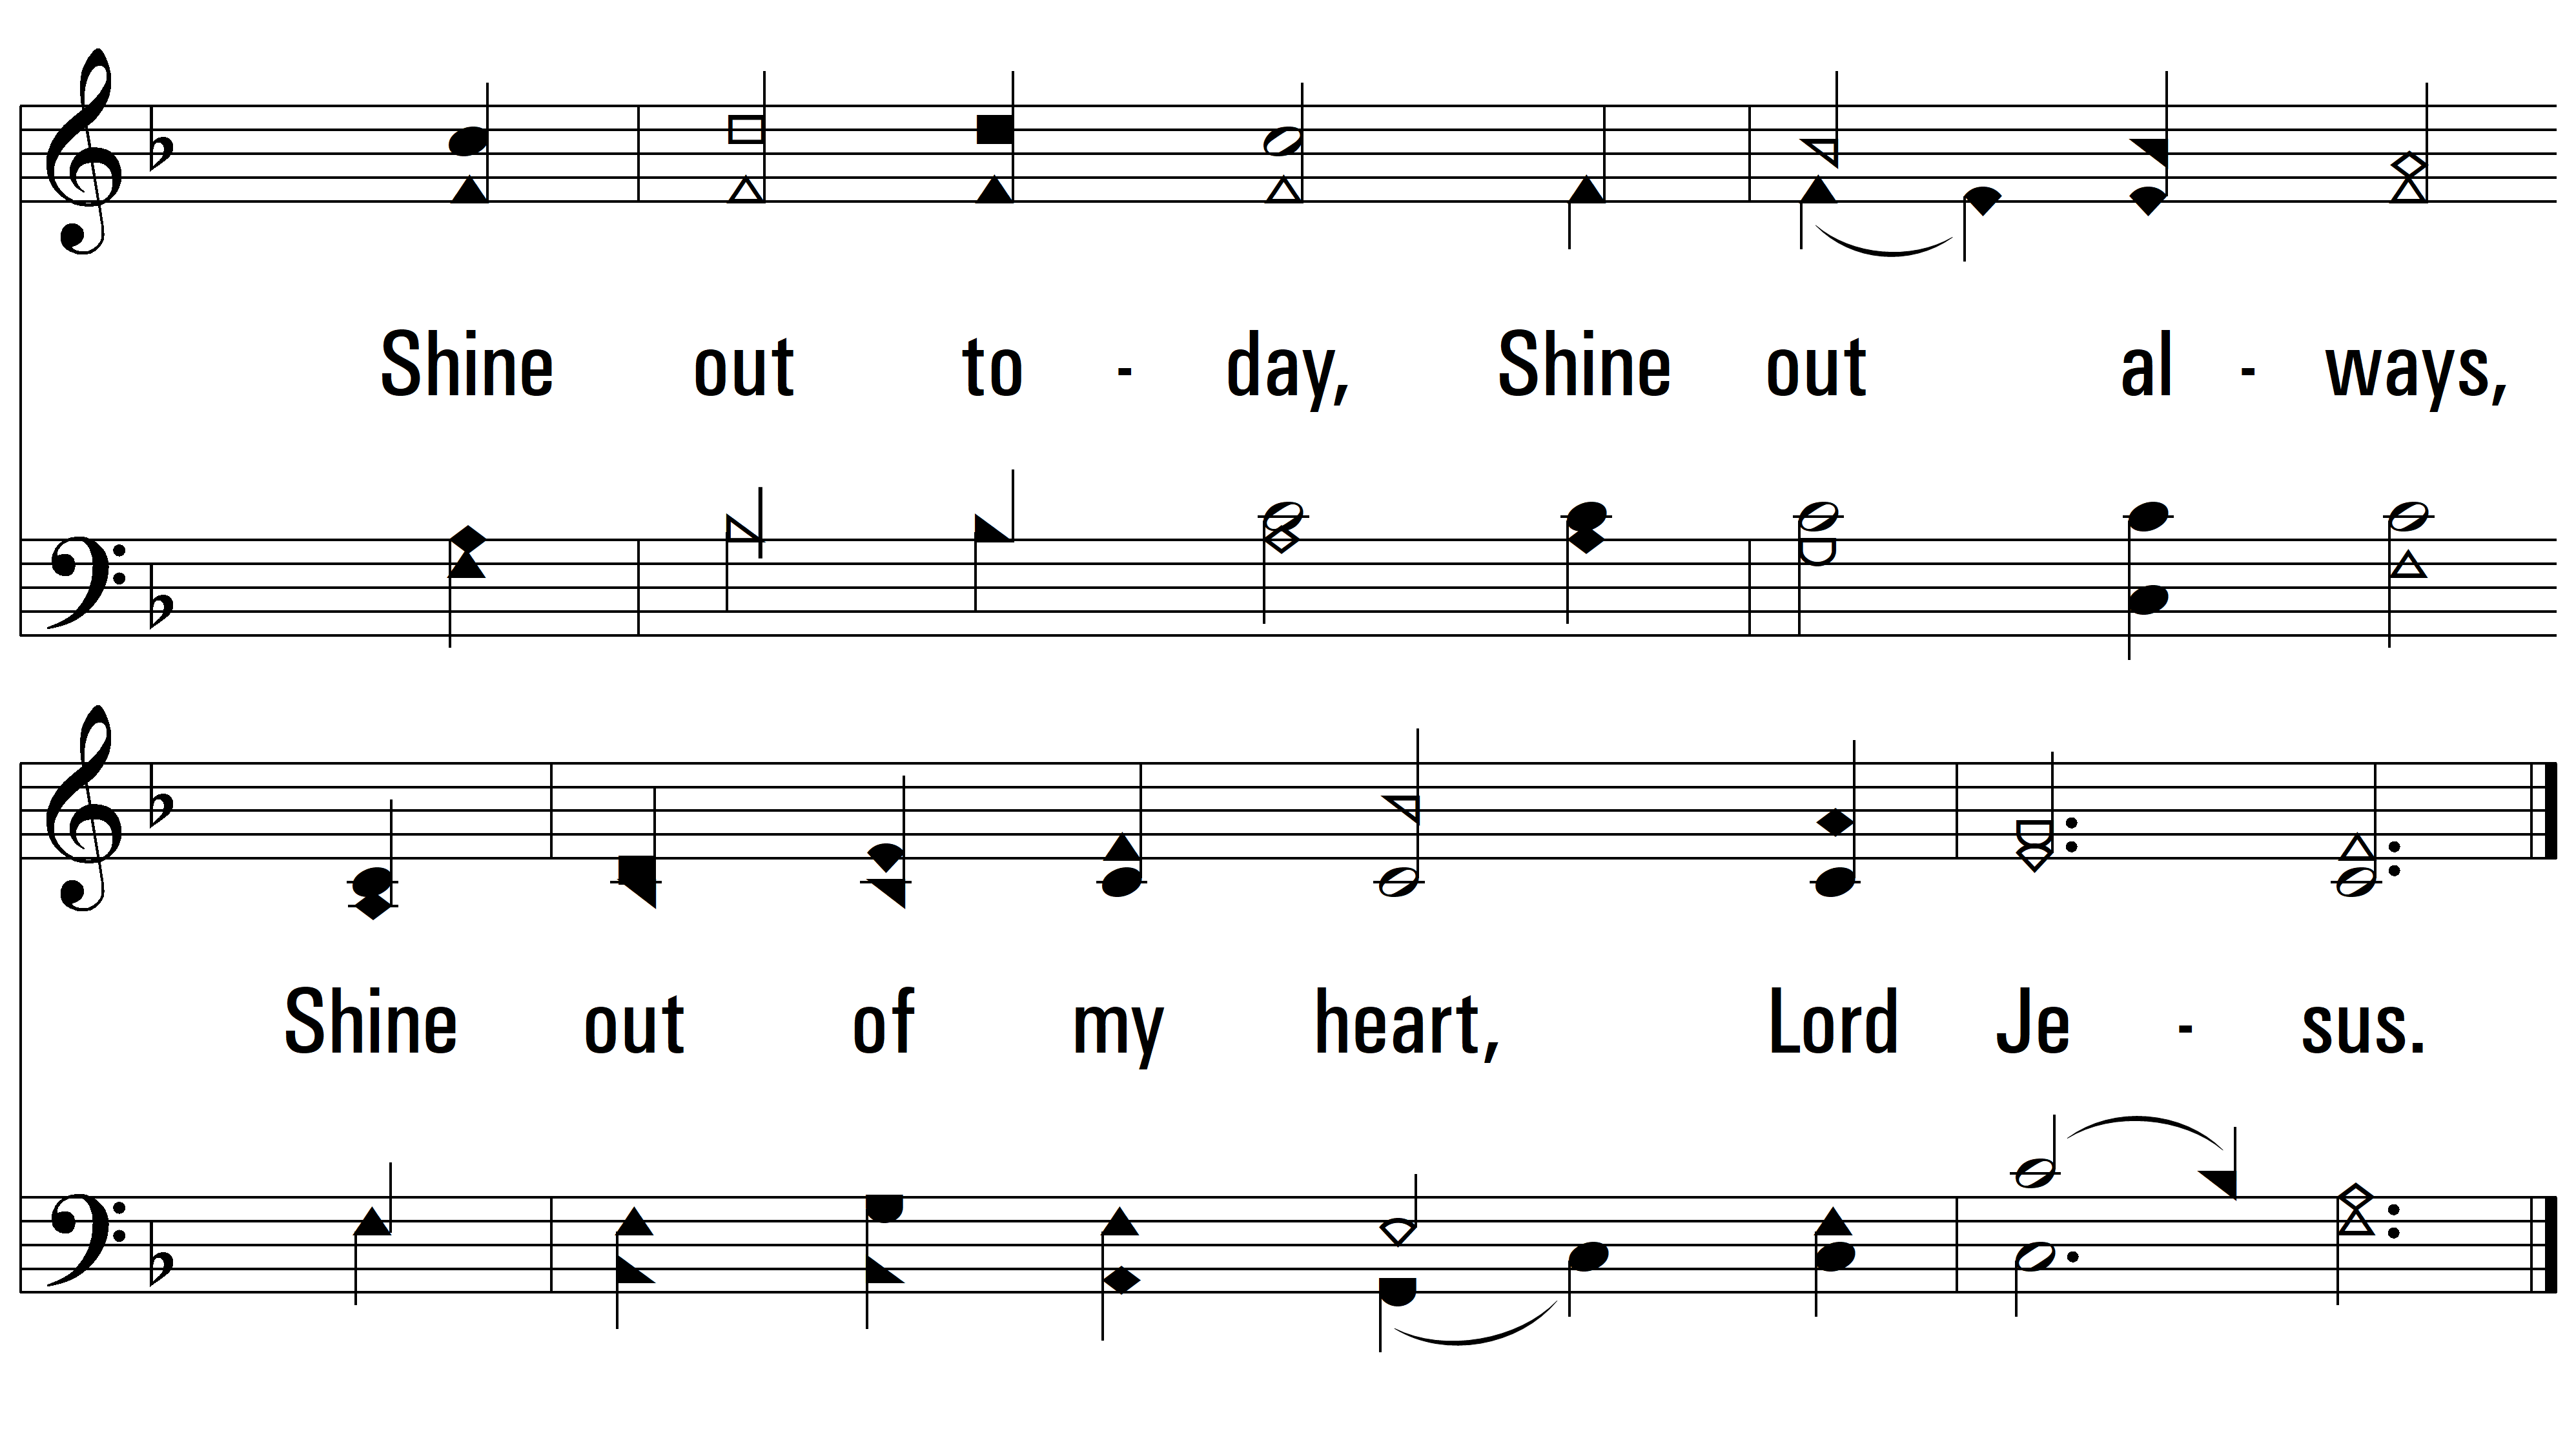 Shine out to - day, Shine out al - ways,
Shine out of my heart, Lord Je - sus.